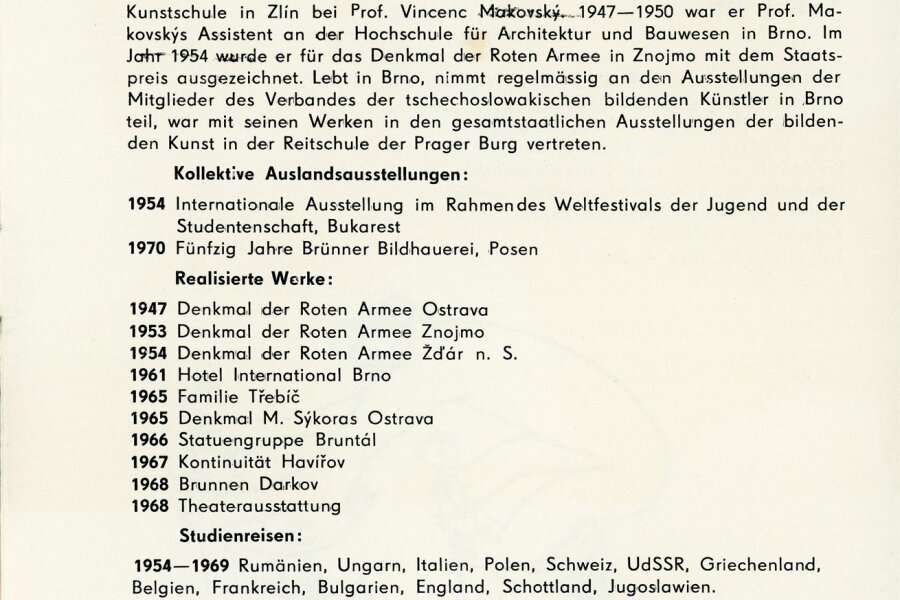 Kunstschule in Zlín bei Prof. Vincenc Makovský. 1947—1950 war er Prof. Ma-
kovskýs Assistent an der Hochschule für Architektur und Bauwesen in Brno. Im
Jahr 1954 wurde er für das Denkmal der Roten Armee in Znojmo mit dem Staats-
preis ausgezeichnet. Lebt in Brno, nimmt regelmässig an den Ausstellungen der
Mitglieder des Verbandes der tschechoslowakischen bildenden Künstler in Brno
teil, war mit seinen Werken in den gesamtstaatlichen Ausstellungen der bilden-
den Kunst in der Reitschule der Prager Burg vertreten.
Kollektive Auslandsausstellungen:
1954 Internationale Ausstellung im Rahmen des Weltfestivals der Jugend und der
Studentenschaft, Bukarest
1970 Fünfzig Jahre Brünner Bildhauerei, Posen
Realisierte Werke:
1947 Denkmal der Roten Armee Ostrava
1953 Denkmal der Roten Armee Znojmo
1954 Denkmal der Roten Armee Žďár n. S.
1961 Hotel International Brno
1965 Familie Třebíč
1965 Denkmal M. Sýkoras Ostrava
1966 Statuengruppe Bruntál
1967 Kontinuität Havířov
1968 Brunnen Darkov
1968 Theaterausstattung
Studienreisen:
1954—1969 Rumänien, Ungarn, Italien, Polen, Schweiz, UdSSR, Griechenland,
Belgien, Frankreich, Bulgarien, England, Schottland, Jugoslawien.